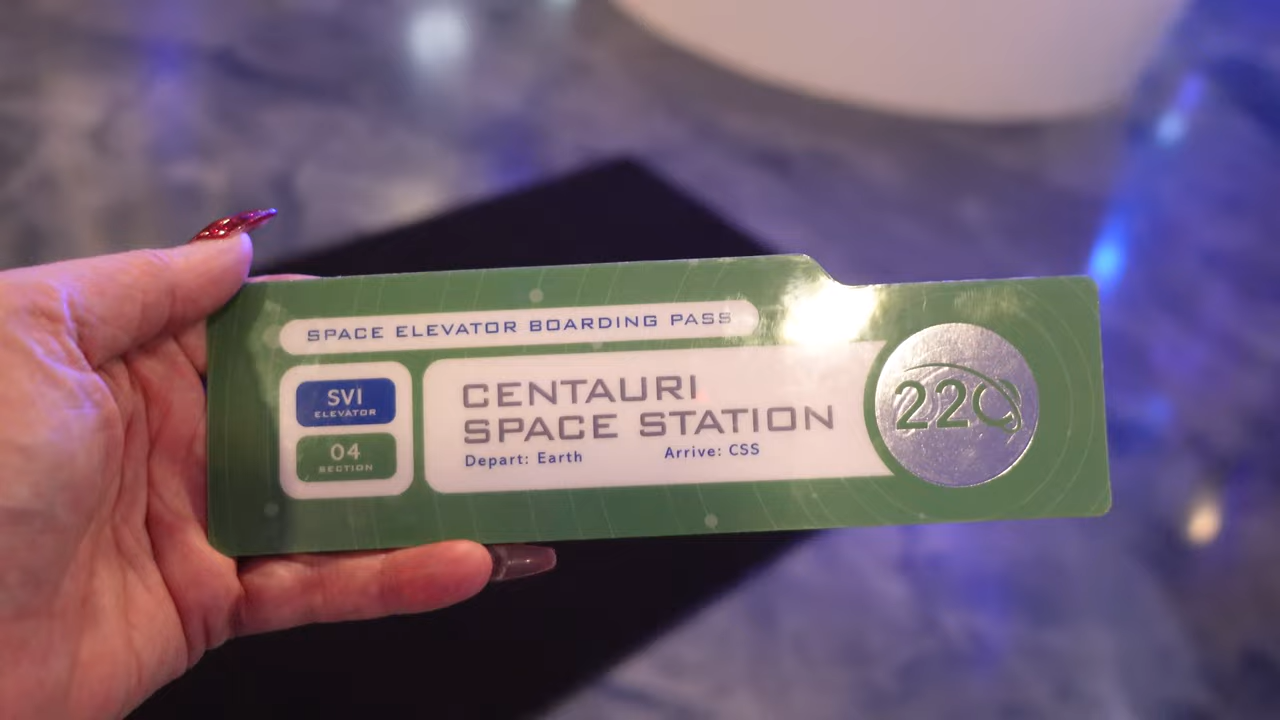 SPACE ELEVATOR BOARDING PASS
SVI
ELEVATOR
04
SECTION
CENTAURI
SPACE STATION
Depart: Earth Arrive: CSS
220